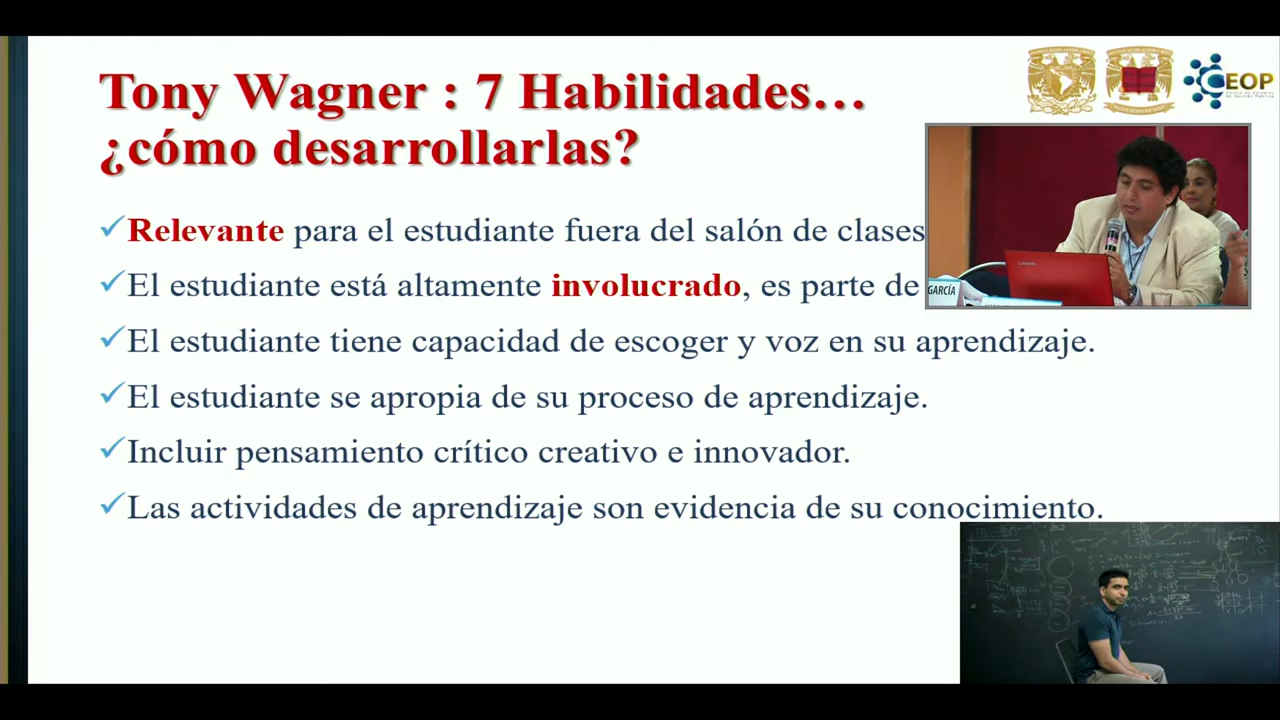 Tony Wagner : 7 Habilidades…
¿cómo desarrollarlas?
EOP
Relevante para el estudiante fuera del salón de clases
El estudiante está altamente involucrado, es parte de
GARCÍA
El estudiante tiene capacidad de escoger y voz en su aprendizaje.
El estudiante se apropia de su proceso de aprendizaje.
Incluir pensamiento crítico creativo e innovador.
Las actividades de aprendizaje son evidencia de su conocimiento.